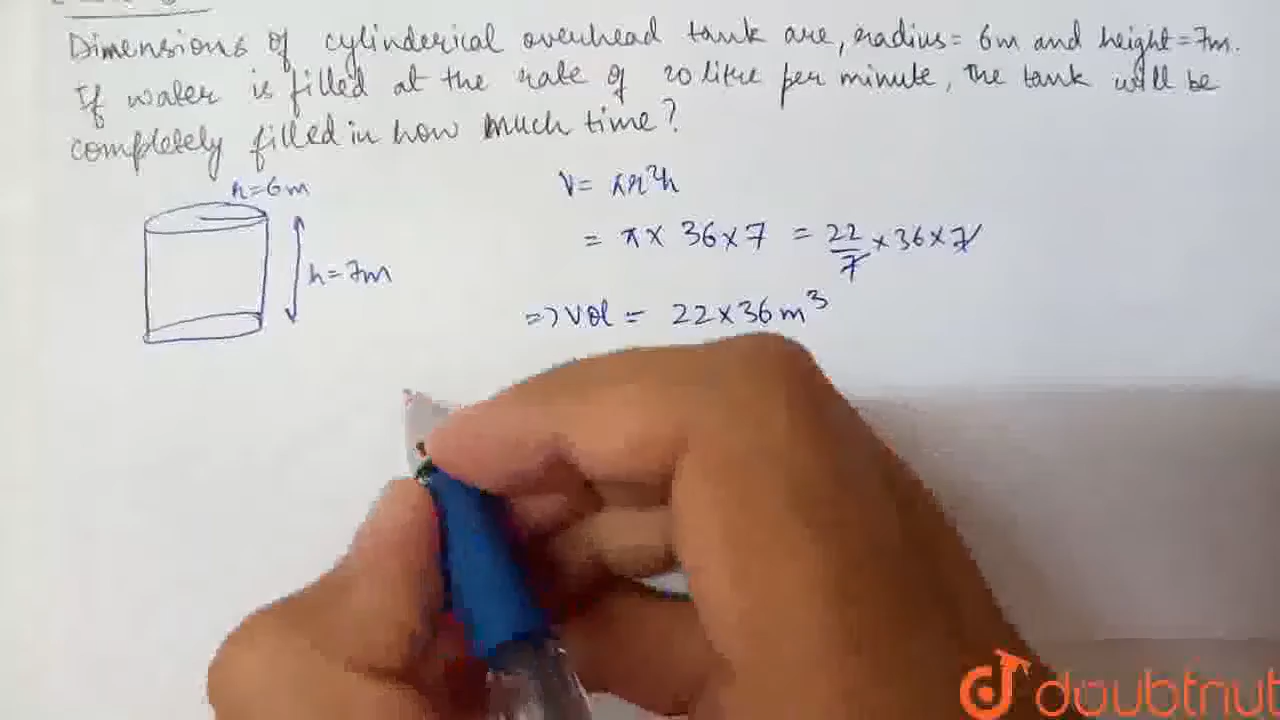 Dimensions of cylinderical overhead tank are, radius = 6m and height = 7m.
If water is filled at the rate of 20 litre per minute, The tank will be
completely filled in how much time?
r=6m
h=7m
V= πr²h
= π× 36×7 = 22/7 ×36×7
=> Vol = 22×36m³
doubtnut